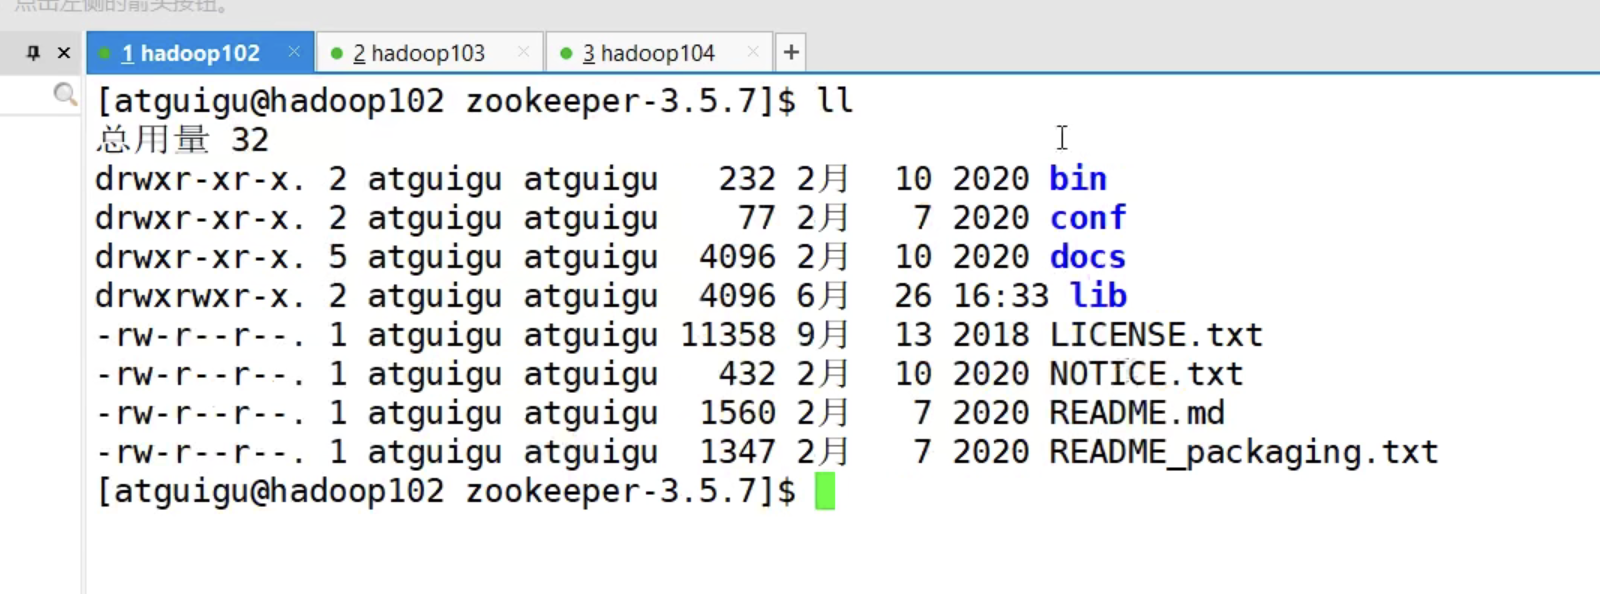 点击左侧的箭头按钮。
1 hadoop102 2 hadoop103 3 hadoop104
[atguigu@hadoop102 zookeeper-3.5.7]$ ll
总用量 32
drwxr-xr-x. 2 atguigu atguigu   232 2月  10 2020 bin
drwxr-xr-x. 2 atguigu atguigu    77 2月   7 2020 conf
drwxr-xr-x. 5 atguigu atguigu  4096 2月  10 2020 docs
drwxrwxr-x. 2 atguigu atguigu  4096 6月  26 16:33 lib
-rw-r--r--. 1 atguigu atguigu 11358 9月  13 2018 LICENSE.txt
-rw-r--r--. 1 atguigu atguigu   432 2月  10 2020 NOTICE.txt
-rw-r--r--. 1 atguigu atguigu  1560 2月   7 2020 README.md
-rw-r--r--. 1 atguigu atguigu  1347 2月   7 2020 README_packaging.txt
[atguigu@hadoop102 zookeeper-3.5.7]$